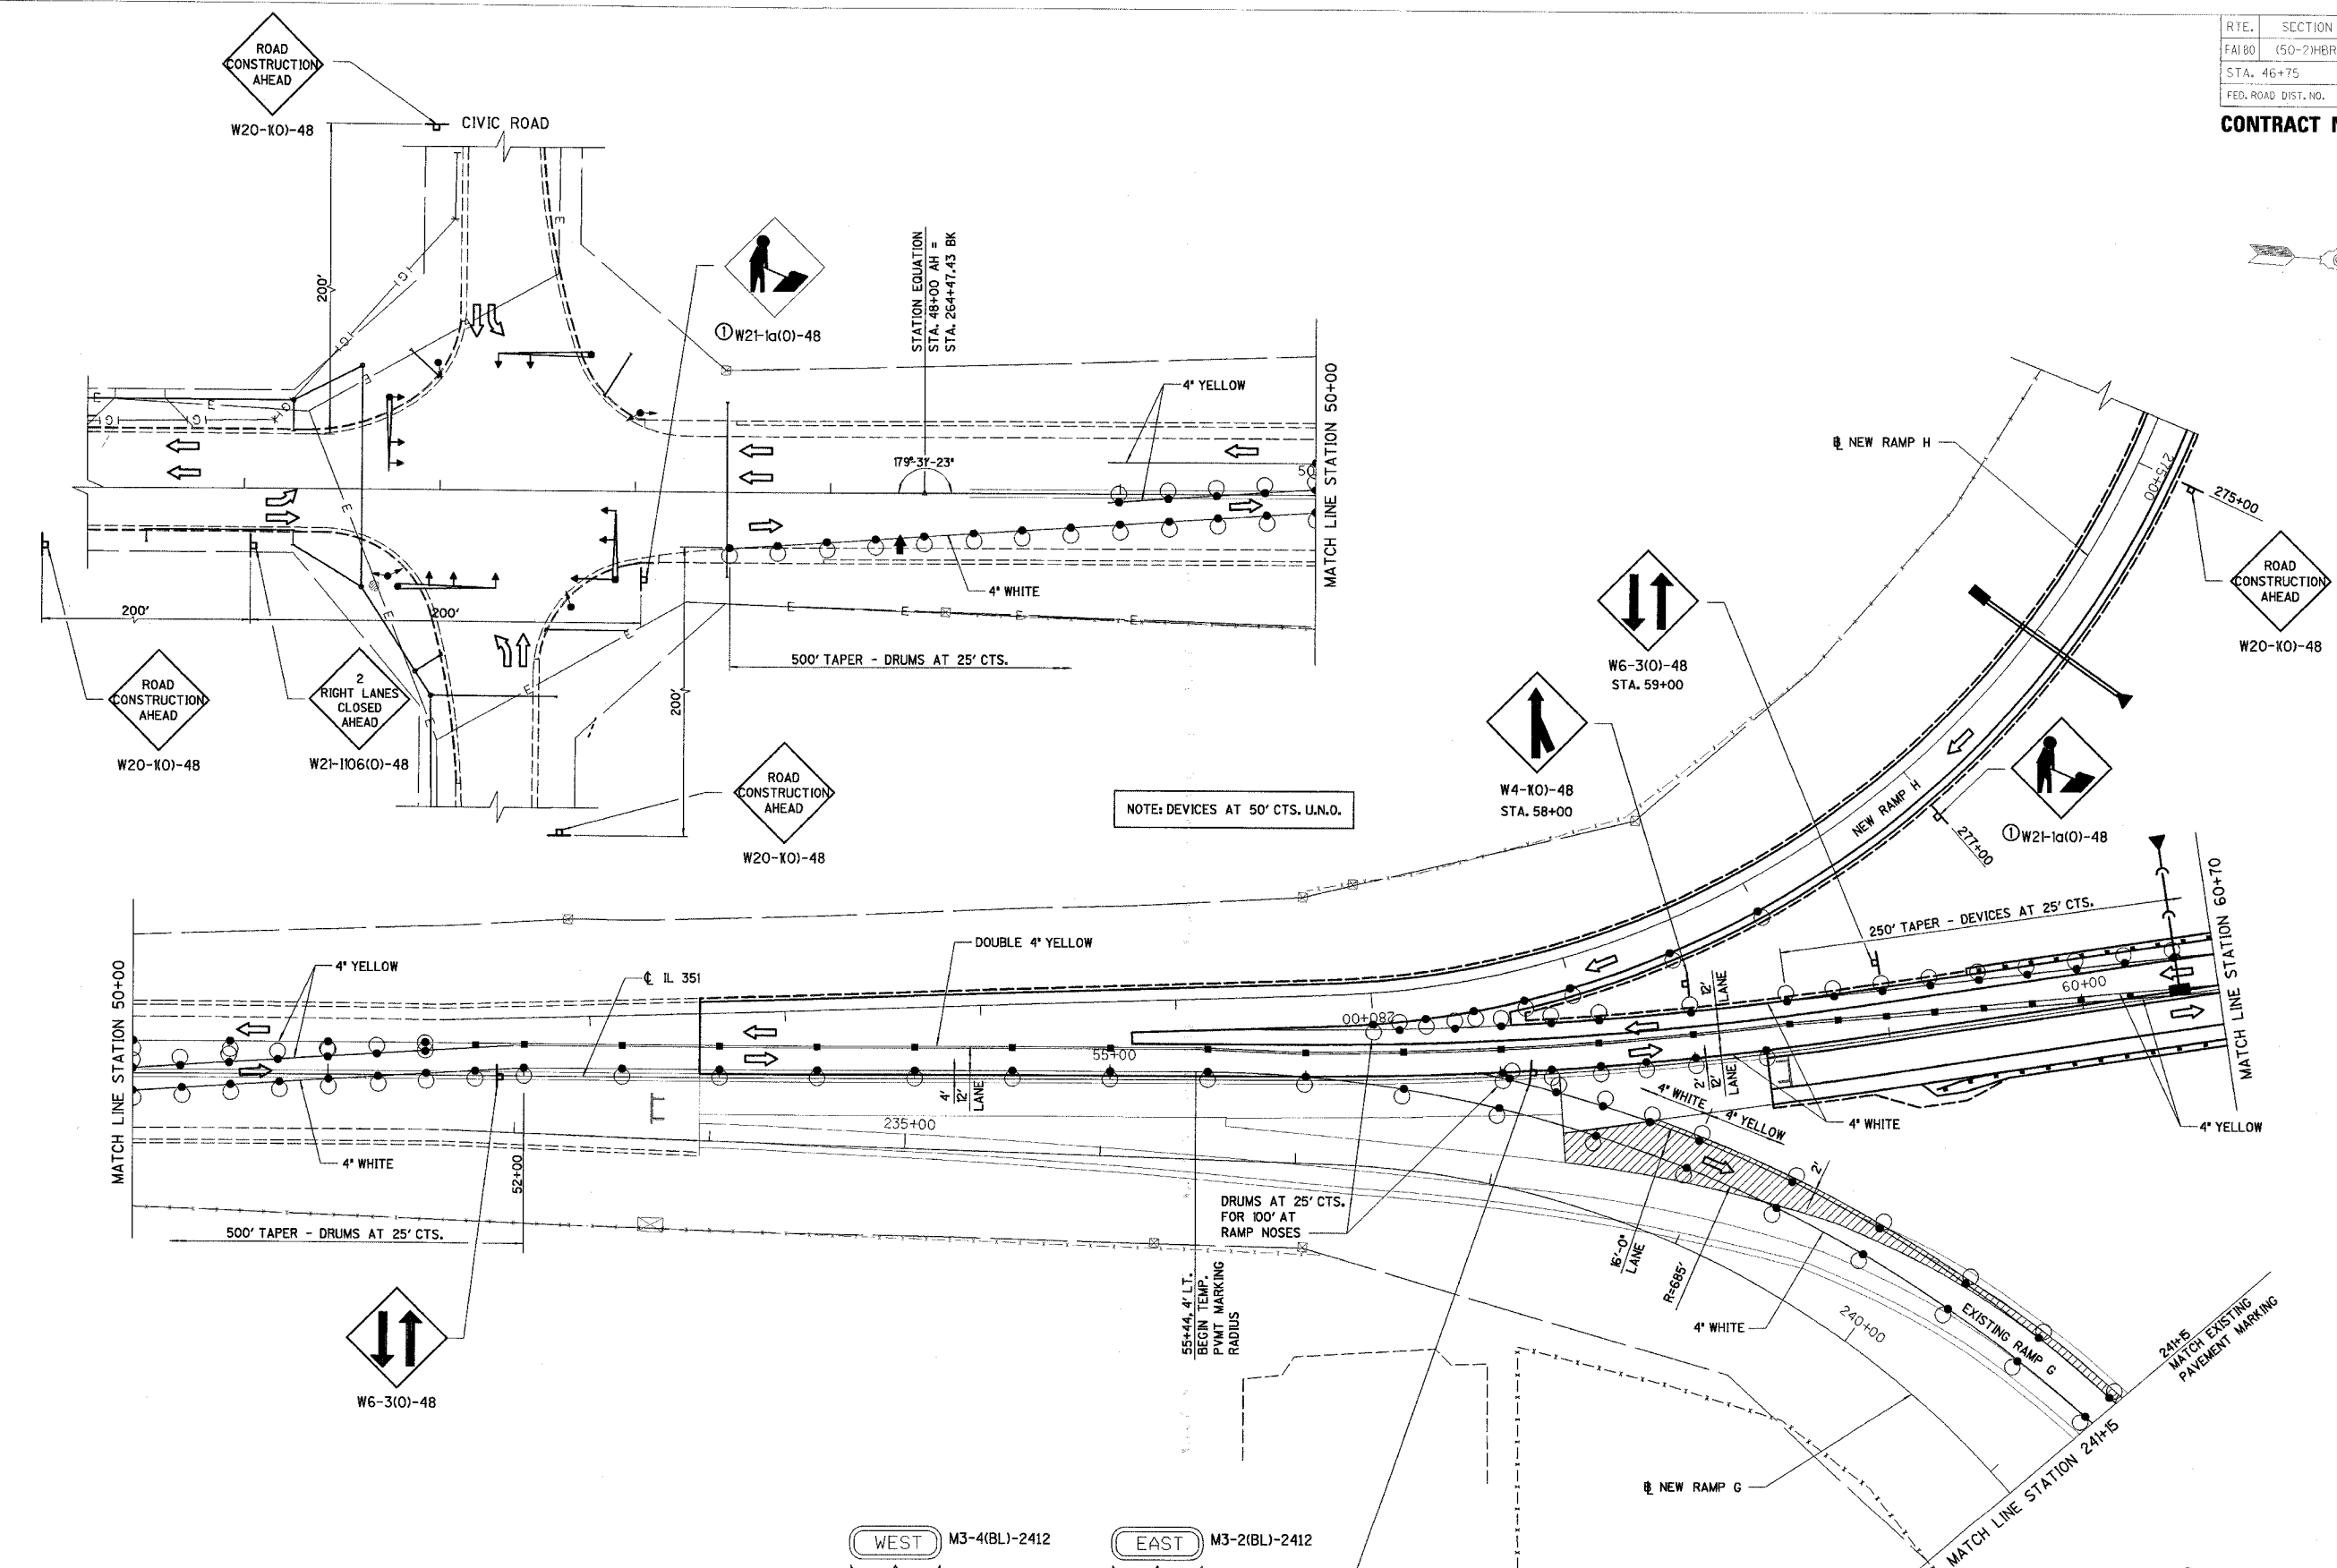 RTE. SECTION
FAI 80 (50-2)HBR
STA. 46+75
FED. ROAD DIST. NO.
CONTRACT
ROAD
CONSTRUCTION
AHEAD
W20-1(O)-48
CIVIC ROAD
200'
1 W21-1a(O)-48
STATION EQUATION
STA. 48+00 AH =
STA. 264+47.43 BK
179°-31'-23"
4" YELLOW
50
MATCH LINE STATION 50+00
4" WHITE
500' TAPER - DRUMS AT 25' CTS.
200'
200'
200'
ROAD
CONSTRUCTION
AHEAD
W20-1(O)-48
2
RIGHT LANES
CLOSED
AHEAD
W21-I106(O)-48
ROAD
CONSTRUCTION
AHEAD
W20-1(O)-48
NOTE: DEVICES AT 50' CTS. U.N.O.
℄ NEW RAMP H
275+00
275+00
ROAD
CONSTRUCTION
AHEAD
W20-1(O)-48
W6-3(O)-48
STA. 59+00
W4-1(O)-48
STA. 58+00
NEW RAMP H
277+00
1 W21-1a(O)-48
250' TAPER - DEVICES AT 25' CTS.
MATCH LINE STATION 60+70
60+00
12'
LANE
MATCH LINE STATION 50+00
4" YELLOW
℄ IL 351
DOUBLE 4" YELLOW
280+00
55+00
4'
12'
LANE
2'
12'
LANE
4" WHITE
4" YELLOW
4" WHITE
4" YELLOW
235+00
4" WHITE
52+00
500' TAPER - DRUMS AT 25' CTS.
DRUMS AT 25' CTS.
FOR 100' AT
RAMP NOSES
55+44, 4' LT.
BEGIN TEMP.
PVMT MARKING
RADIUS
16'-0"
LANE
R=685'
2'
4" WHITE
240+00
EXISTING RAMP G
241+15
MATCH EXISTING
PAVEMENT MARKING
MATCH LINE STATION 241+15
℄ NEW RAMP G
W6-3(O)-48
WEST M3-4(BL)-2412
EAST M3-2(BL)-2412